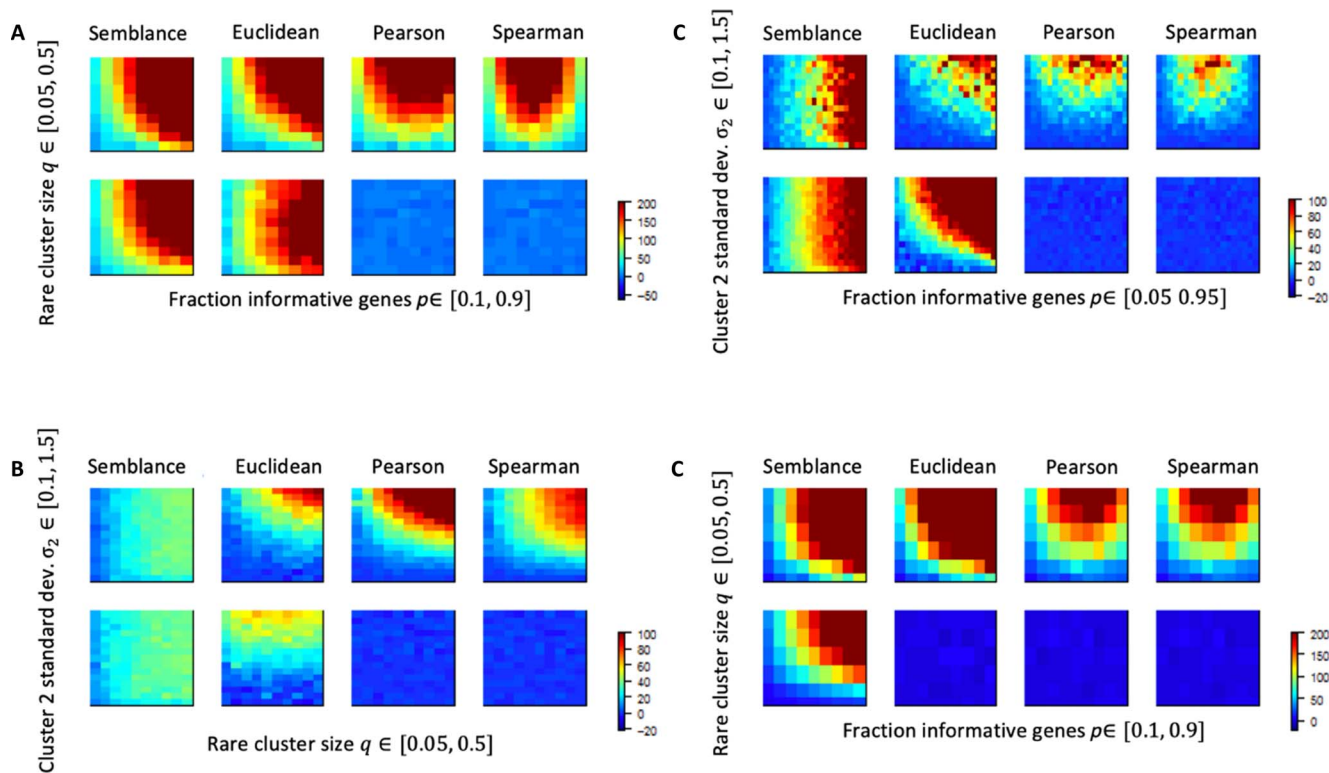 A
Semblance Euclidean Pearson Spearman
Rare cluster size q ∈ [0.05, 0.5]
200
150
100
50
0
−50
Fraction informative genes p∈ [0.1, 0.9]
C
Semblance Euclidean Pearson Spearman
Cluster 2 standard dev. σ₂ ∈ [0.1, 1.5]
100
80
60
40
20
0
−20
Fraction informative genes p∈ [0.05 0.95]
B
Semblance Euclidean Pearson Spearman
Cluster 2 standard dev. σ₂ ∈ [0.1, 1.5]
100
80
60
40
20
0
−20
Rare cluster size q ∈ [0.05, 0.5]
C
Semblance Euclidean Pearson Spearman
Rare cluster size q ∈ [0.05, 0.5]
200
150
100
50
0
Fraction informative genes p∈ [0.1, 0.9]